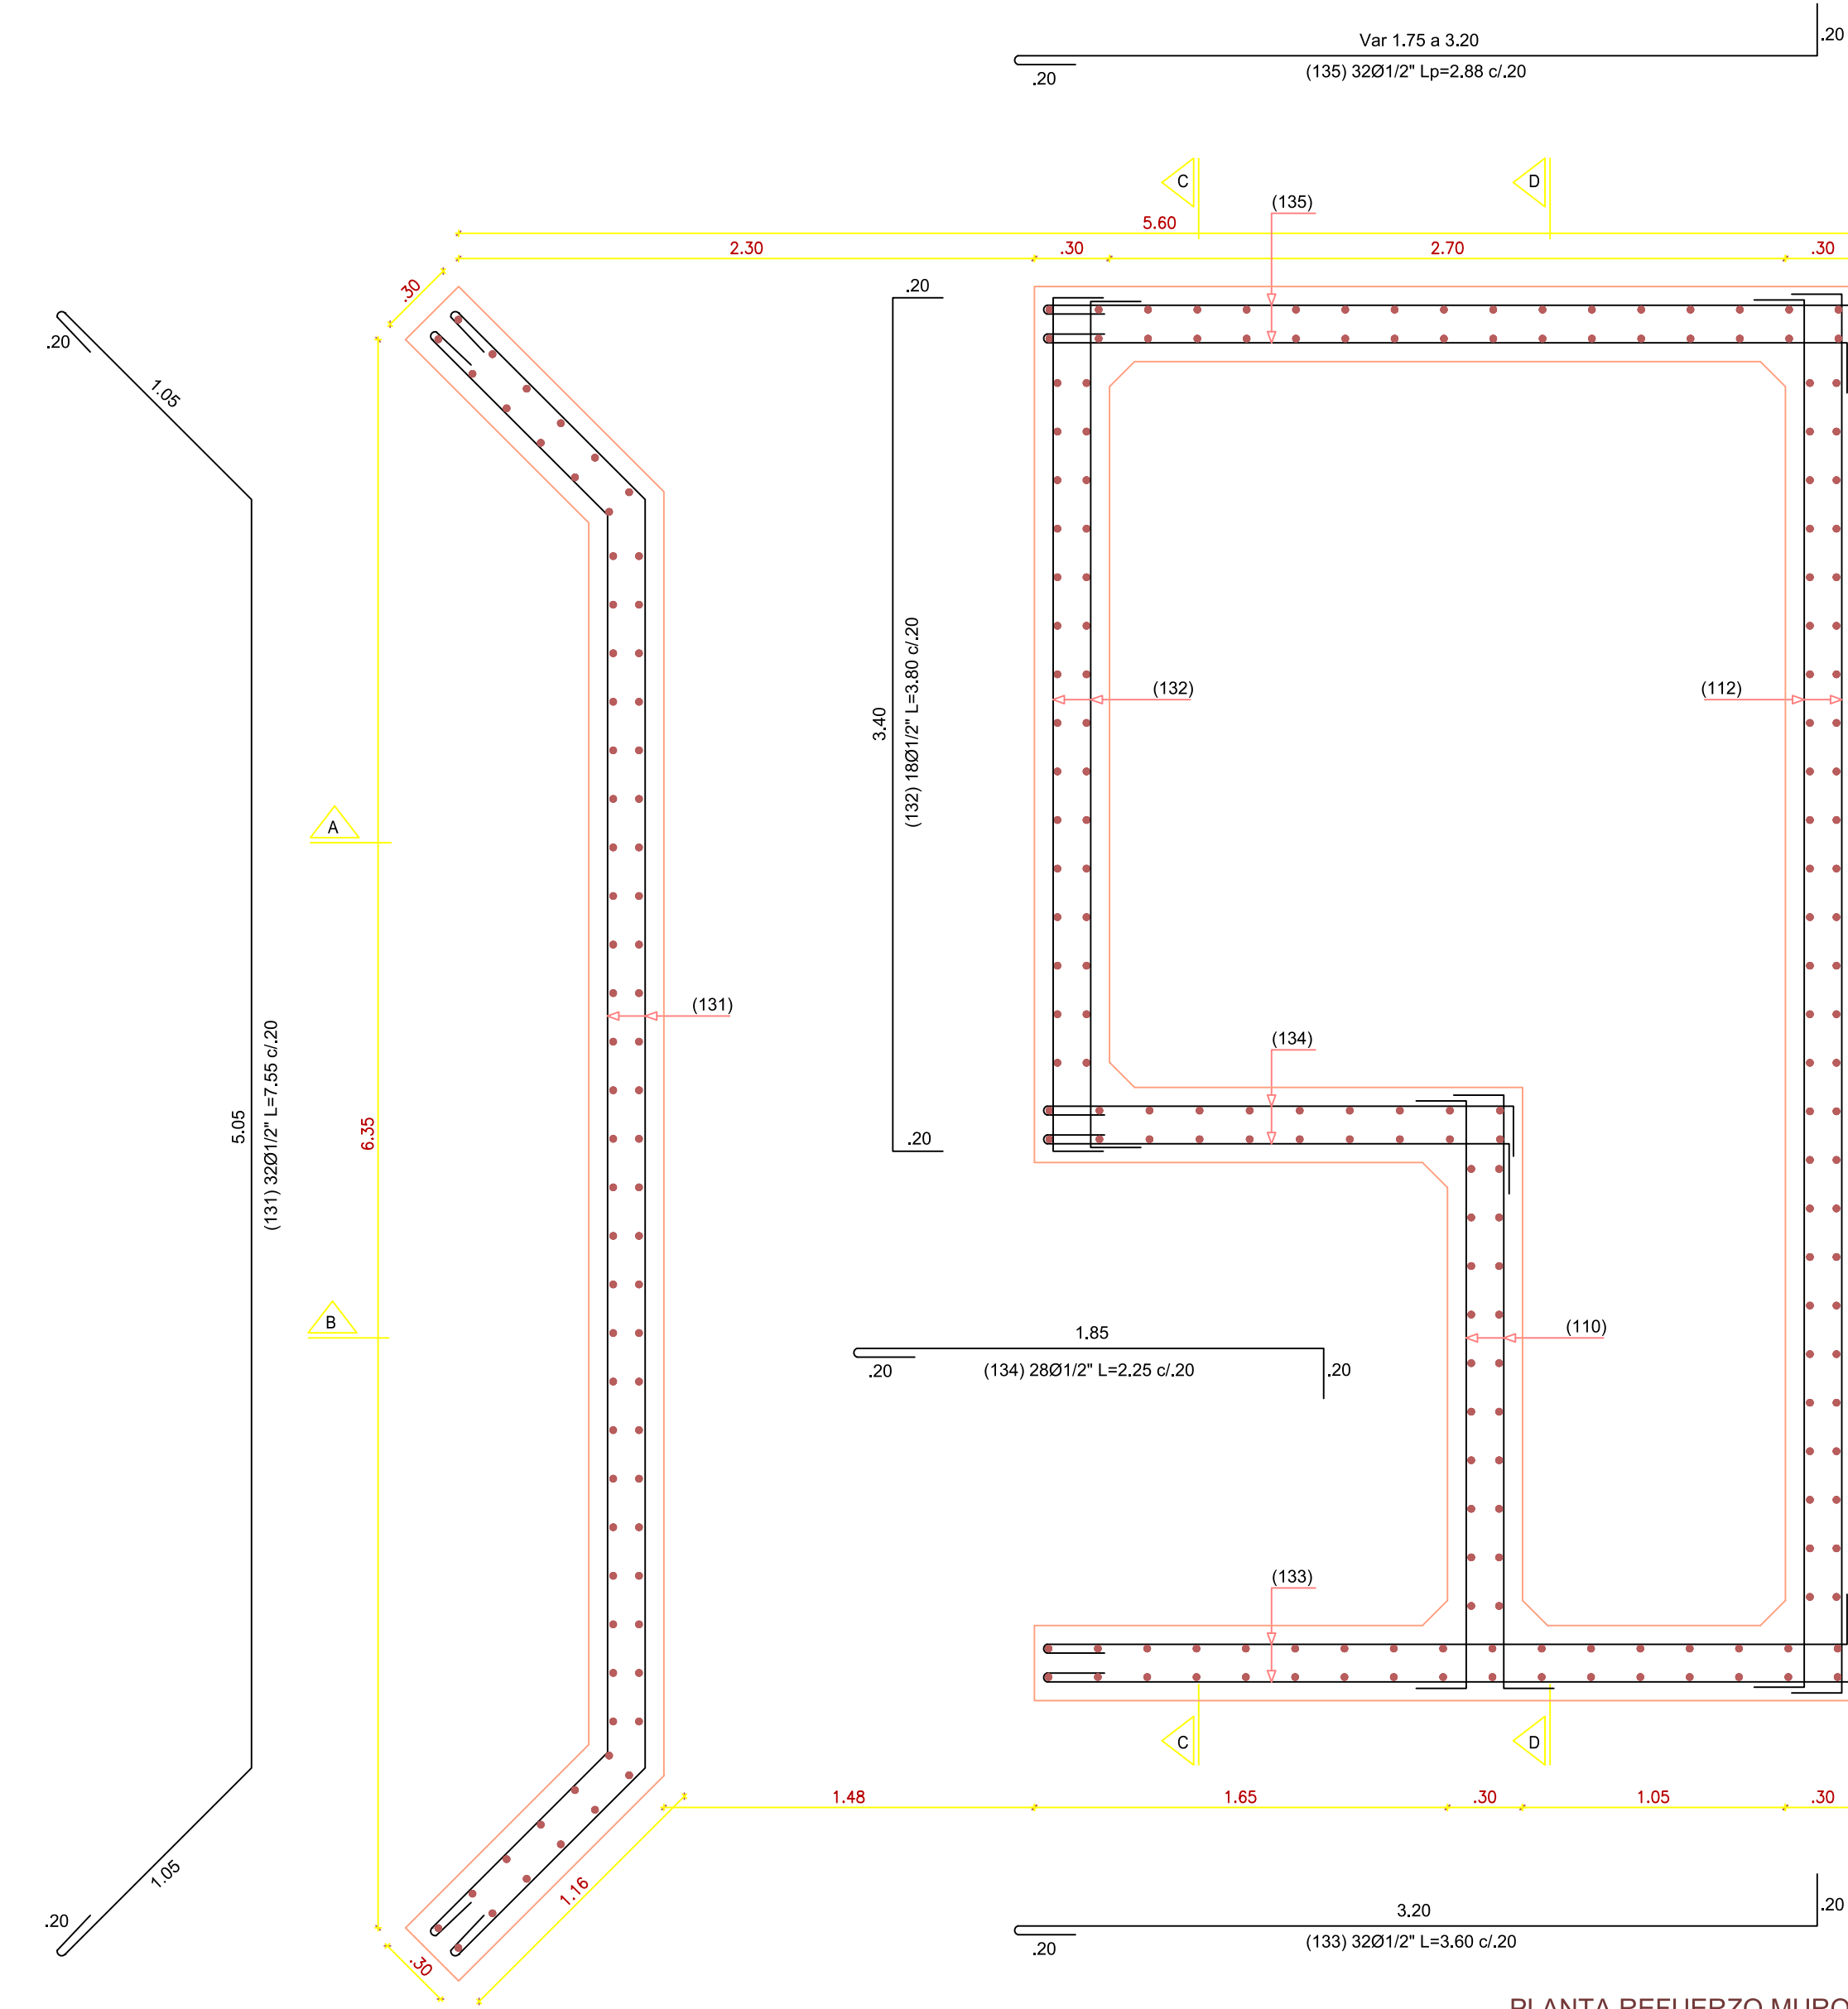 Var 1.75 a 3.20
.20
.20
(135) 32Ø1/2" Lp=2.88 c/.20
C
D
(135)
5.60
2.30
.30
2.70
.30
.30
.20
.20
1.05
3.40
(132) 18Ø1/2" L=3.80 c/.20
(132)
(112)
A
(131)
5.05
(131) 32Ø1/2" L=7.55 c/.20
6.35
(134)
.20
B
1.85
(134) 28Ø1/2" L=2.25 c/.20
.20
.20
(110)
(133)
C
D
1.48
1.65
.30
1.05
.30
1.05
1.16
.20
.30
3.20
.20
.20
(133) 32Ø1/2" L=3.60 c/.20
PLANTA REFUERZO MURO